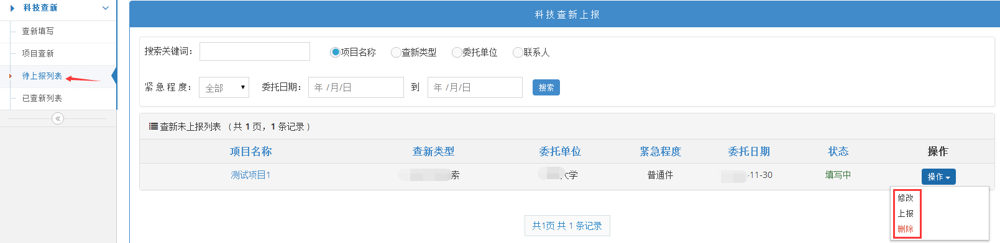 科技查新
查新填写
项目查新
待上报列表
已查新列表
科技查新上报
搜索关键词： 项目名称 查新类型 委托单位 联系人
紧 急 程 度： 全部 委托日期： 年 /月/日 到 年 /月/日 搜索
查新未上报列表 （ 共 1 页，1 条记录 ）
项目名称 查新类型 委托单位 紧急程度 委托日期 状态 操作
测试项目1 索 大学 普通件 -11-30 填写中 操作
修改
上报
删除
共1页 共 1 条记录